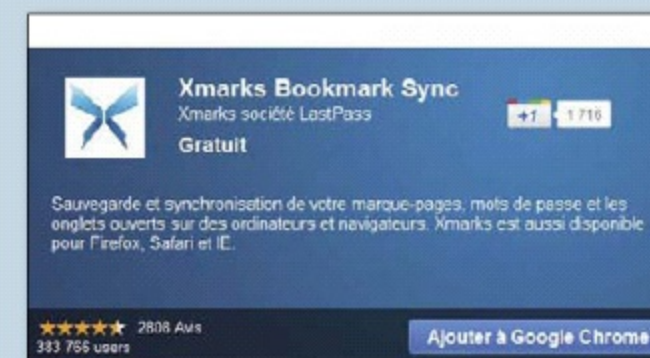 Xmarks Bookmark Sync
Xmarks société LastPass
Gratuit
+1 1 716
Sauvegarde et synchronisation de votre marque-pages, mots de passe et les
onglets ouverts sur des ordinateurs et navigateurs. Xmarks est aussi disponible
pour Firefox, Safari et IE.
2808 Avis
383 766 users
Ajouter à Google Chrome